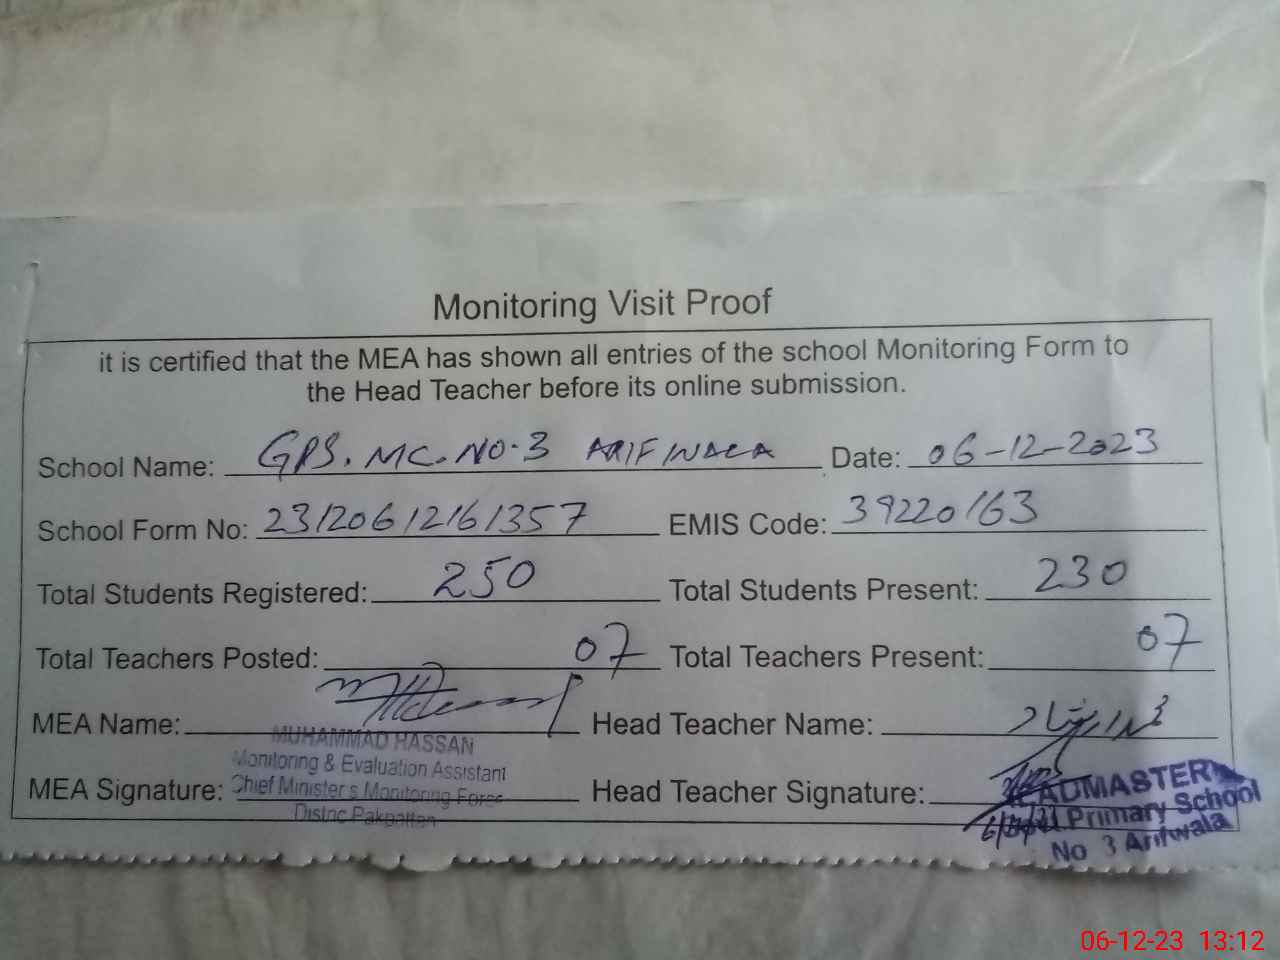 Monitoring Visit Proof
it is certified that the MEA has shown all entries of the school Monitoring Form to
the Head Teacher before its online submission.
School Name: GPS. MC. NO-3 ARIFWALA Date: 06-12-2023
School Form No: 23120612161357 EMIS Code: 39220163
Total Students Registered: 250 Total Students Present: 230
Total Teachers Posted: 07 Total Teachers Present: 07
MEA Name: Head Teacher Name:
MUHAMMAD HASSAN
Monitoring & Evaluation Assistant
MEA Signature: Chief Minister's Monitoring Force Head Teacher Signature:
Distric Pakpattan
HEADMASTER
Primary School
No 3 Arifwala
06-12-23 13:12